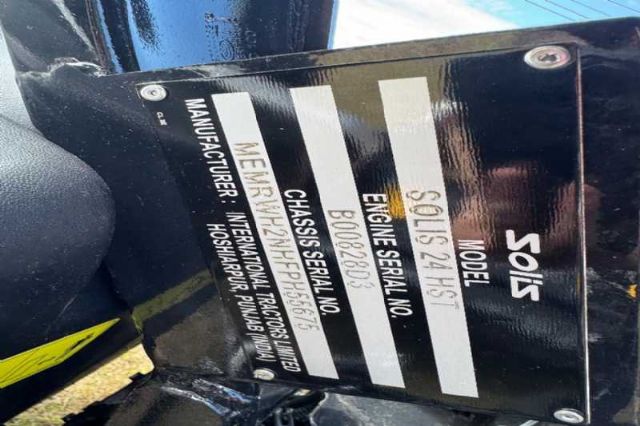 SOLIS
MODEL
SOLIS 24 HST
ENGINE SERIAL NO.
B0082803
CHASSIS SERIAL NO.
MANUFACTURER: INTERNATIONAL TRACTORS LIMITED
HOSHIARPUR, PUNJAB (INDIA)